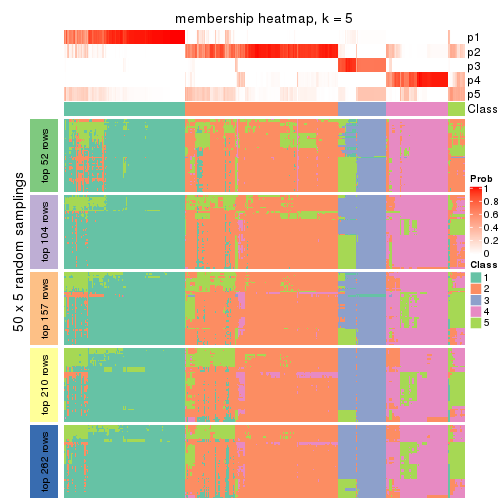 membership heatmap, k = 5
p1
p2
p3
p4
p5
Class
50 x 5 random samplings
top 52 rows
top 104 rows
top 157 rows
top 210 rows
top 262 rows
Prob
1
0.8
0.6
0.4
0.2
0
Class
1
2
3
4
5